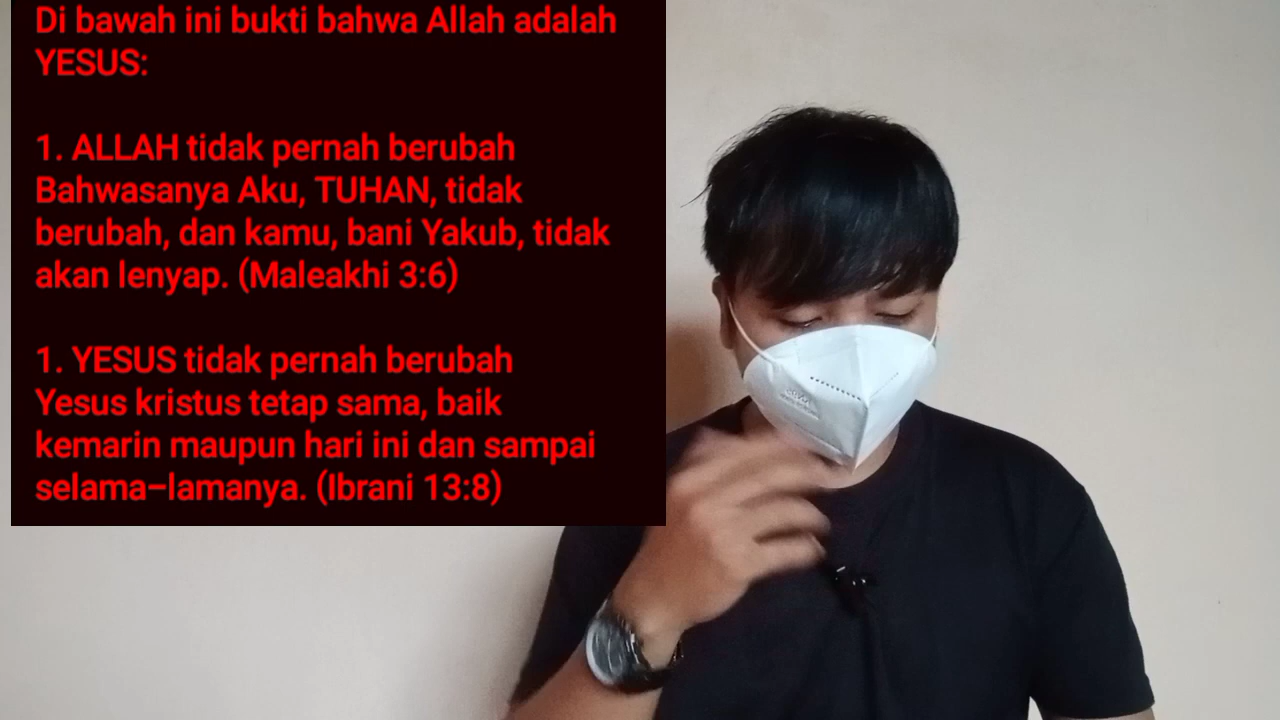 Di bawah ini bukti bahwa Allah adalah
YESUS:
1. ALLAH tidak pernah berubah
Bahwasanya Aku, TUHAN, tidak
berubah, dan kamu, bani Yakub, tidak
akan lenyap. (Maleakhi 3:6)
1. YESUS tidak pernah berubah
Yesus kristus tetap sama, baik
kemarin maupun hari ini dan sampai
selama–lamanya. (Ibrani 13:8)